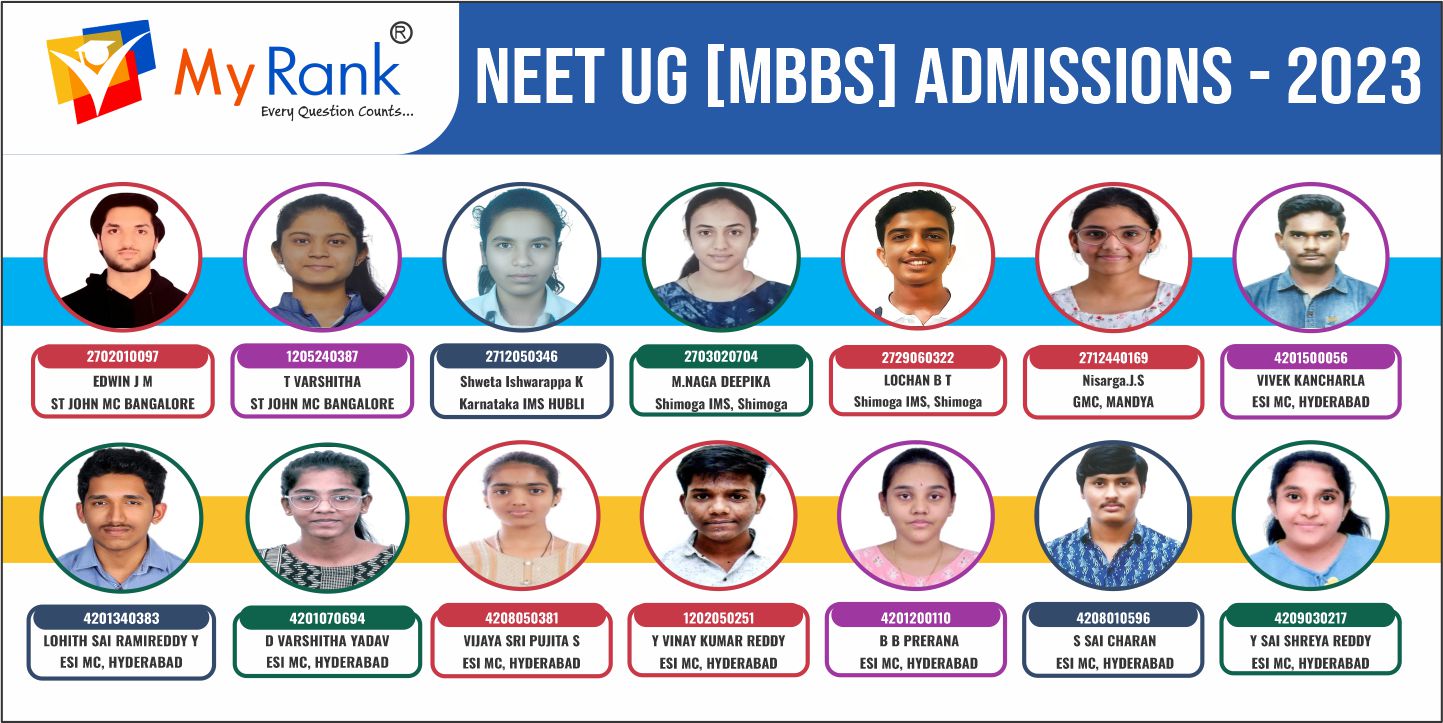 My Rank ®
Every Question Counts...
NEET UG [MBBS] ADMISSIONS - 2023
2702010097
EDWIN J M
ST JOHN MC BANGALORE
1205240387
T VARSHITHA
ST JOHN MC BANGALORE
2712050346
Shweta Ishwarappa K
Karnataka IMS HUBLI
2703020704
M.NAGA DEEPIKA
Shimoga IMS, Shimoga
2729060322
LOCHAN B T
Shimoga IMS, Shimoga
2712440169
Nisarga.J.S
GMC, MANDYA
4201500056
VIVEK KANCHARLA
ESI MC, HYDERABAD
4201340383
LOHITH SAI RAMIREDDY Y
ESI MC, HYDERABAD
4201070694
D VARSHITHA YADAV
ESI MC, HYDERABAD
4208050381
VIJAYA SRI PUJITA S
ESI MC, HYDERABAD
1202050251
Y VINAY KUMAR REDDY
ESI MC, HYDERABAD
4201200110
B B PRERANA
ESI MC, HYDERABAD
4208010596
S SAI CHARAN
ESI MC, HYDERABAD
4209030217
Y SAI SHREYA REDDY
ESI MC, HYDERABAD